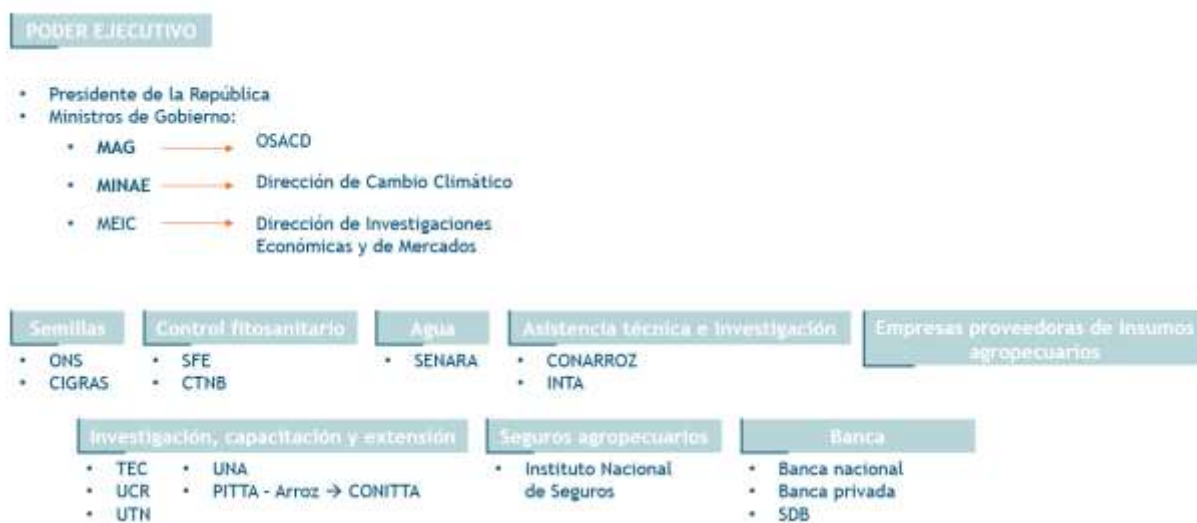 PODER EJECUTIVO
• Presidente de la República
• Ministros de Gobierno:
• MAG → OSACD
• MINAE → Dirección de Cambio Climático
• MEIC → Dirección de Investigaciones
Económicas y de Mercados
Semillas
• ONS
• CIGRAS
Control fitosanitario
• SFE
• CTNB
Agua
• SENARA
Asistencia técnica e Investigación
• CONARROZ
• INTA
Empresas proveedoras de insumos
agropecuarios
Investigación, capacitación y extensión
• TEC
• UCR
• UTN
• UNA
• PITTA - Arroz → CONITTA
Seguros agropecuarios
• Instituto Nacional
de Seguros
Banca
• Banca nacional
• Banca privada
• SDB